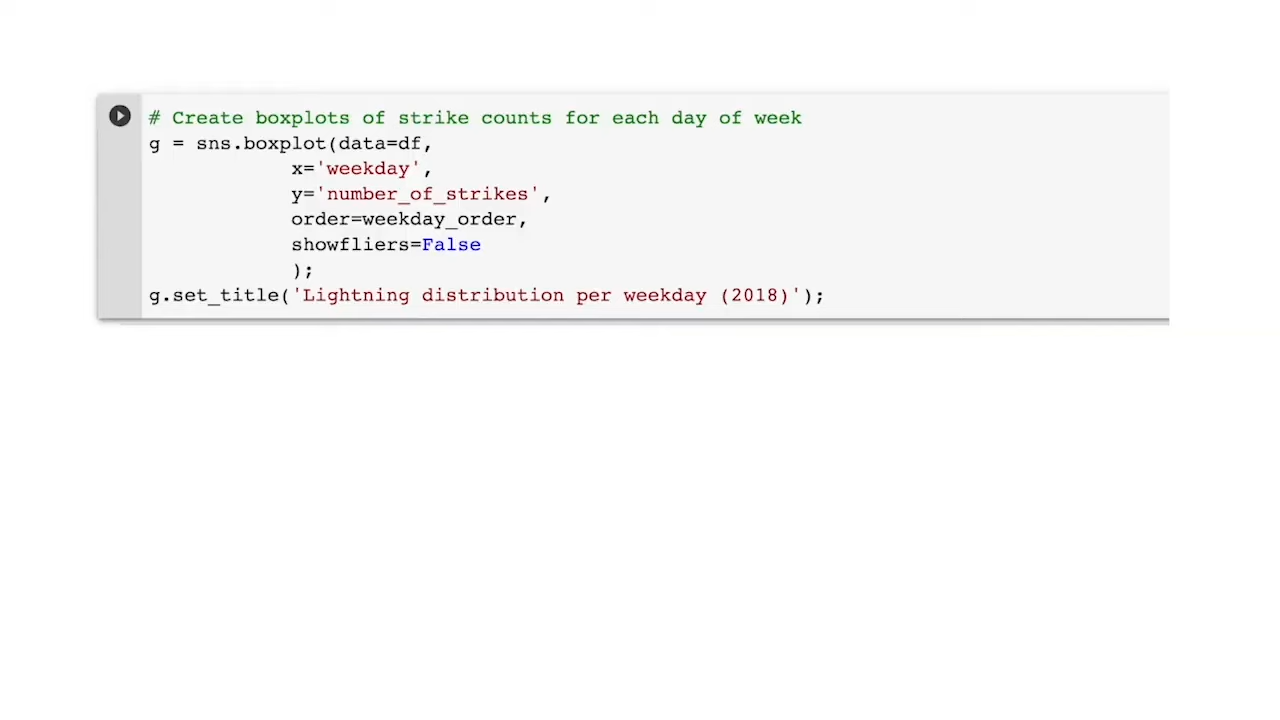 # Create boxplots of strike counts for each day of week
g = sns.boxplot(data=df,
            x='weekday',
            y='number_of_strikes',
            order=weekday_order,
            showfliers=False
            );
g.set_title('Lightning distribution per weekday (2018)');